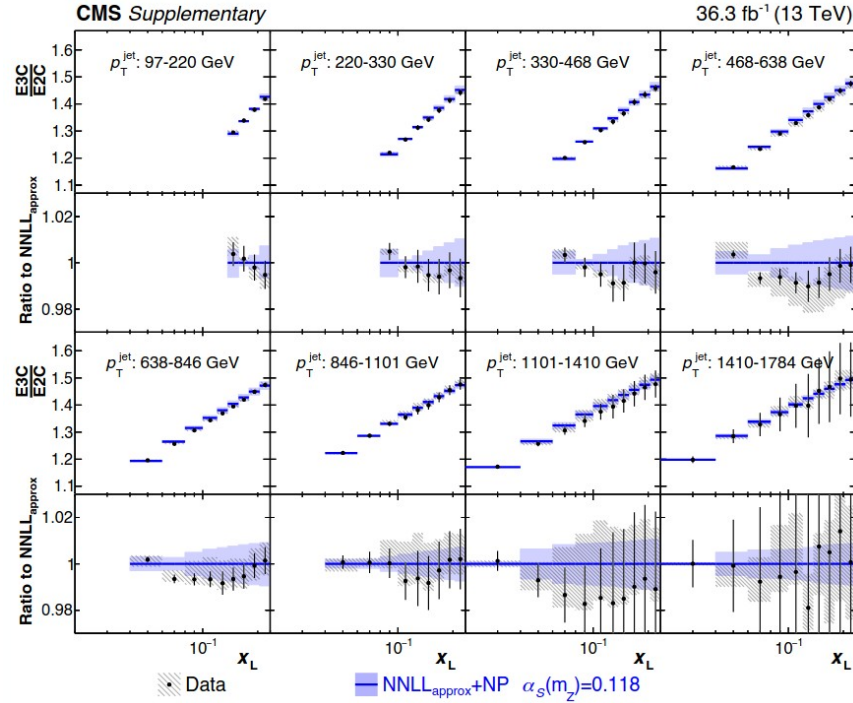 CMS Supplementary 36.3 fb⁻¹ (13 TeV)
E3C/E2C
1.6 1.5 1.4 1.3 1.2 1.1
p_T^jet: 97-220 GeV
p_T^jet: 220-330 GeV
p_T^jet: 330-468 GeV
p_T^jet: 468-638 GeV
Ratio to NNLL_approx
1.02 1 0.98
E3C/E2C
1.6 1.5 1.4 1.3 1.2 1.1
p_T^jet: 638-846 GeV
p_T^jet: 846-1101 GeV
p_T^jet: 1101-1410 GeV
p_T^jet: 1410-1784 GeV
Ratio to NNLL_approx
1.02 1 0.98
10⁻¹ x_L 10⁻¹ x_L 10⁻¹ x_L 10⁻¹ x_L
Data NNLL_approx+NP α_S(m_Z)=0.118